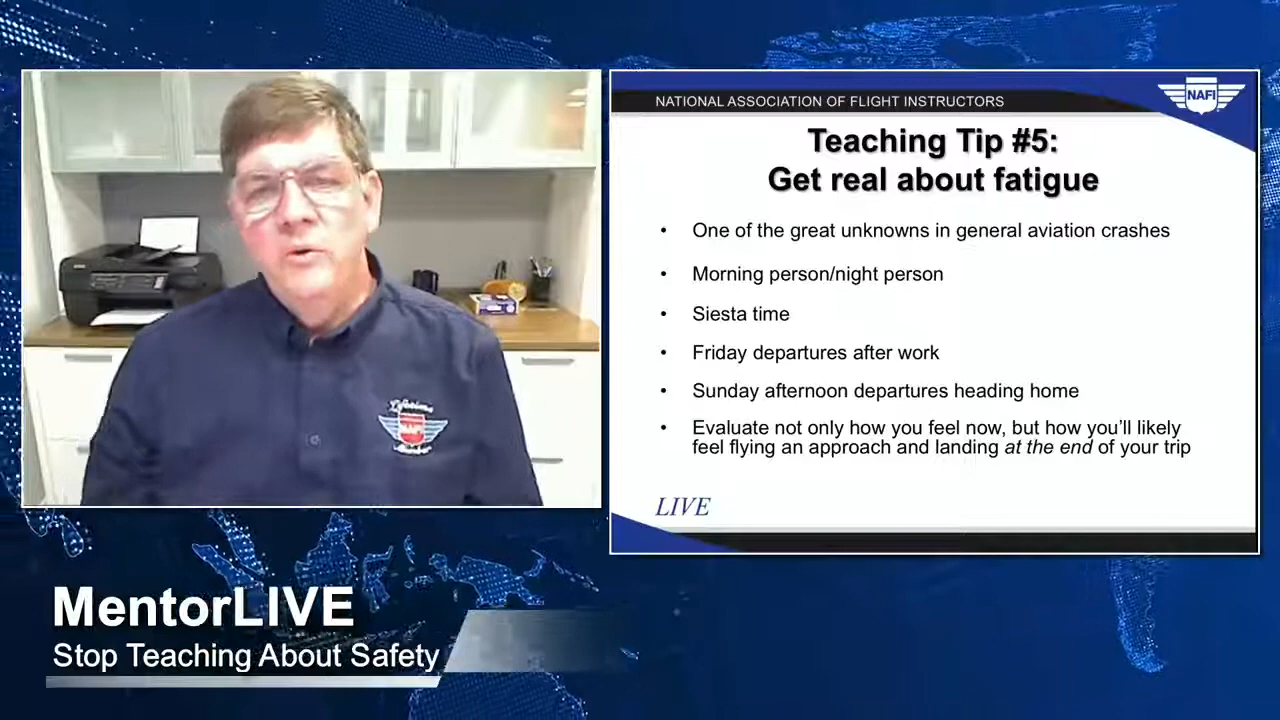 NATIONAL ASSOCIATION OF FLIGHT INSTRUCTORS
NAFI
Teaching Tip #5:
Get real about fatigue
• One of the great unknowns in general aviation crashes
• Morning person/night person
• Siesta time
• Friday departures after work
• Sunday afternoon departures heading home
• Evaluate not only how you feel now, but how you'll likely
feel flying an approach and landing at the end of your trip
LIVE
Lifetime
NAFI
Member
MentorLIVE
Stop Teaching About Safety